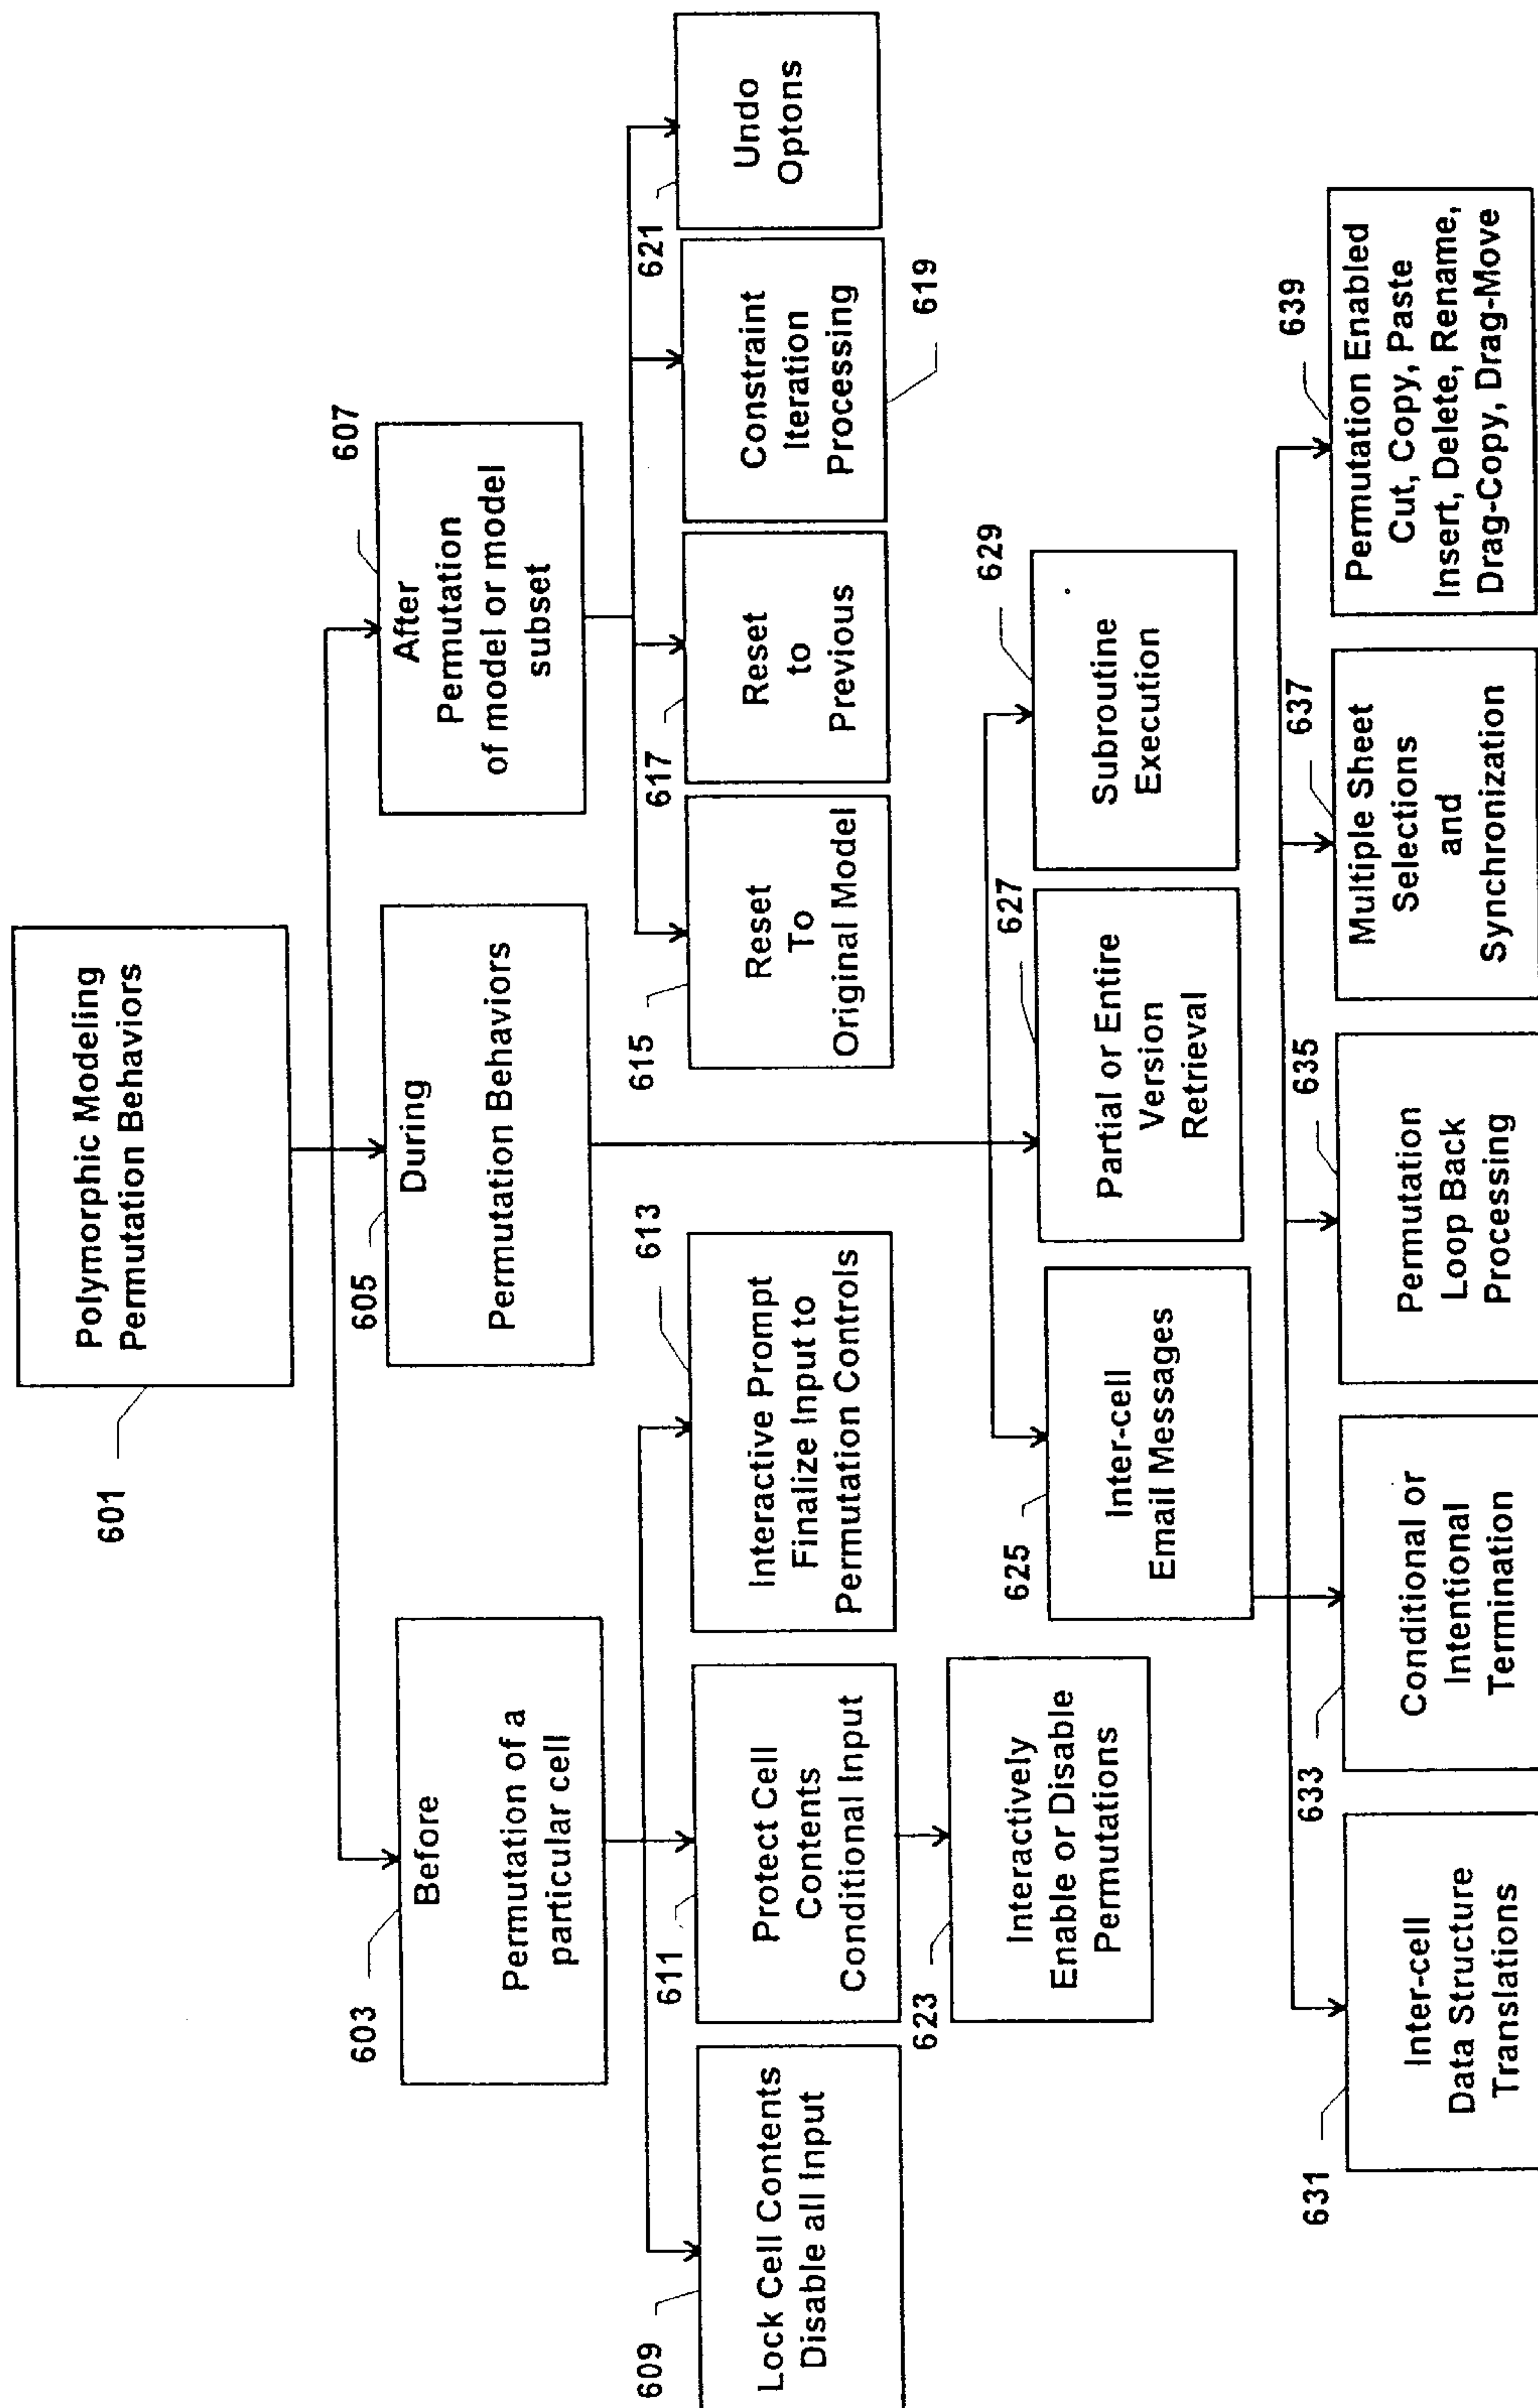 601
Polymorphic Modeling
Permutation Behaviors
603
Before
Permutation of a
particular cell
605
During
Permutation Behaviors
607
After
Permutation
of model or model
subset
609
Lock Cell Contents
Disable all Input
611
Protect Cell
Contents
Conditional Input
613
Interactive Prompt
Finalize Input to
Permutation Controls
615
Reset
To
Original Model
617
Reset
to
Previous
Constraint
Iteration
Processing
619
621
Undo
Optons
623
Interactively
Enable or Disable
Permutations
625
Inter-cell
Email Messages
627
Partial or Entire
Version
Retrieval
629
Subroutine
Execution
631
Inter-cell
Data Structure
Translations
633
Conditional or
Intentional
Termination
635
Permutation
Loop Back
Processing
637
Multiple Sheet
Selections
and
Synchronization
639
Permutation Enabled
Cut, Copy, Paste
Insert, Delete, Rename,
Drag-Copy, Drag-Move